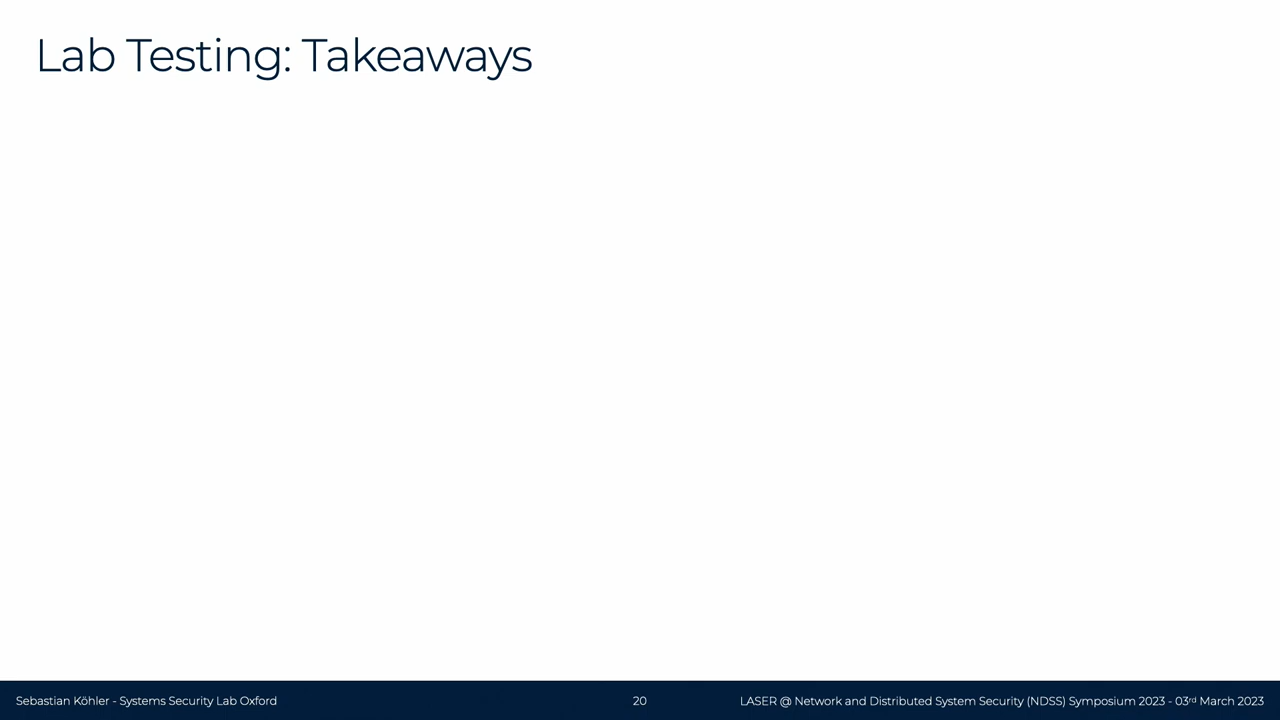 Lab Testing: Takeaways
Sebastian Köhler - Systems Security Lab Oxford
20
LASER @ Network and Distributed System Security (NDSS) Symposium 2023 - 03rd March 2023